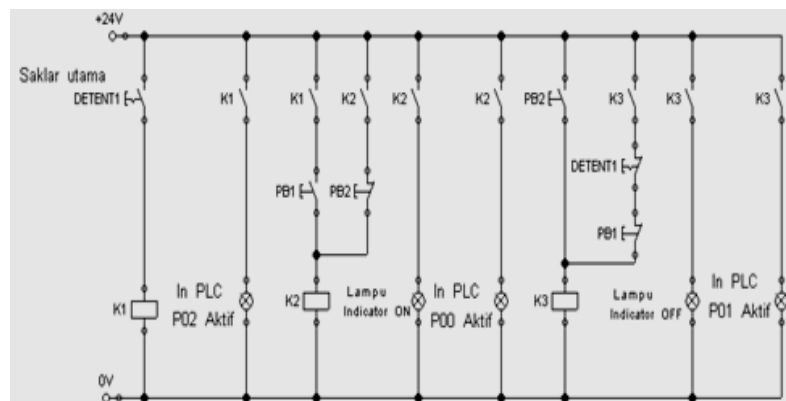 +24V
Saklar utama
DETENT1
K1
K1
K2
K2
K2
PB2
K3
K3
K3
PB1
PB2
DETENT1
PB1
K1
In PLC
P02 Aktif
K2
Lampu
Indicator ON
In PLC
P00 Aktif
K3
Lampu
Indicator OFF
In PLC
P01 Aktif
0V